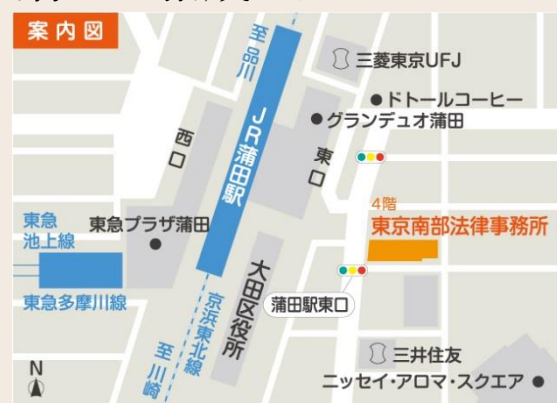 案内図
至品川
三菱東京UFJ
ドトールコーヒー
グランデュオ蒲田
JR蒲田駅
西口
東口
4階
東京南部法律事務所
東急
池上線
東急プラザ蒲田
東急多摩川線
大田区役所
蒲田駅東口
京浜東北線
至川崎
三井住友
ニッセイ・アロマ・スクエア
N